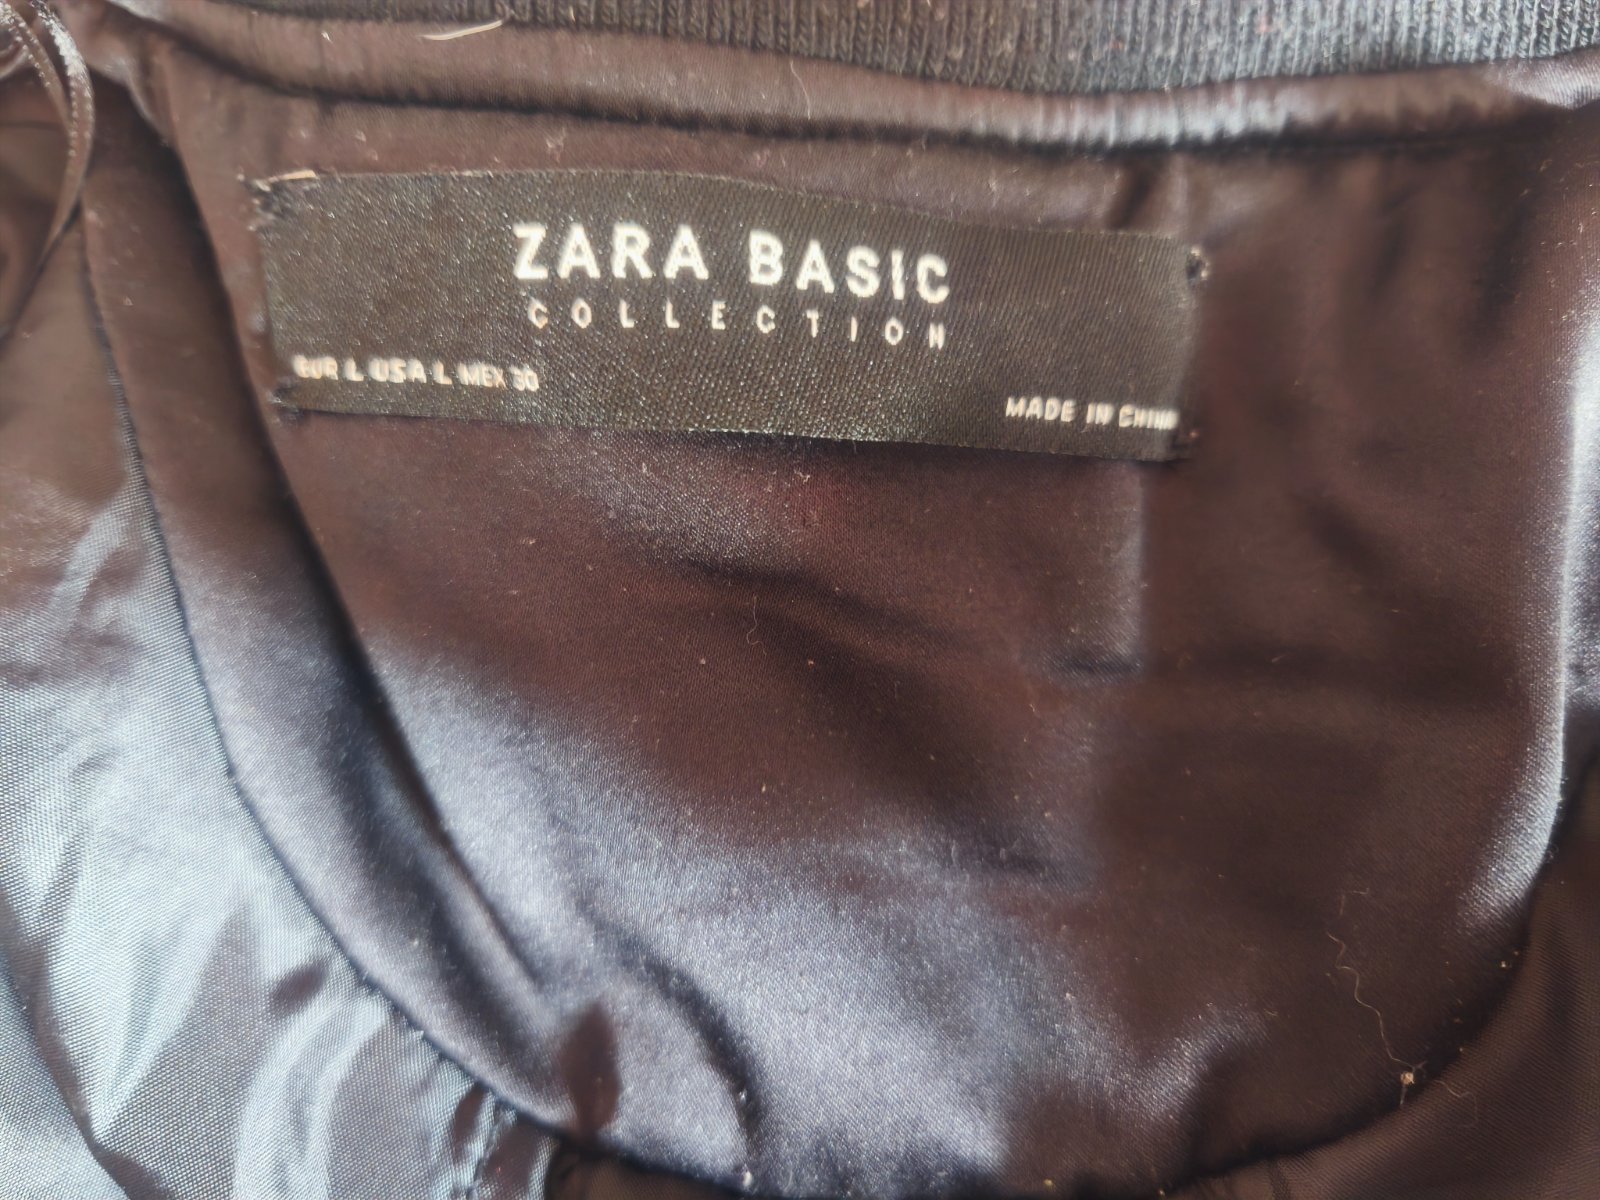 ZARA BASIC
COLLECTION
EUR L USA L MEX 30
MADE IN CHINA